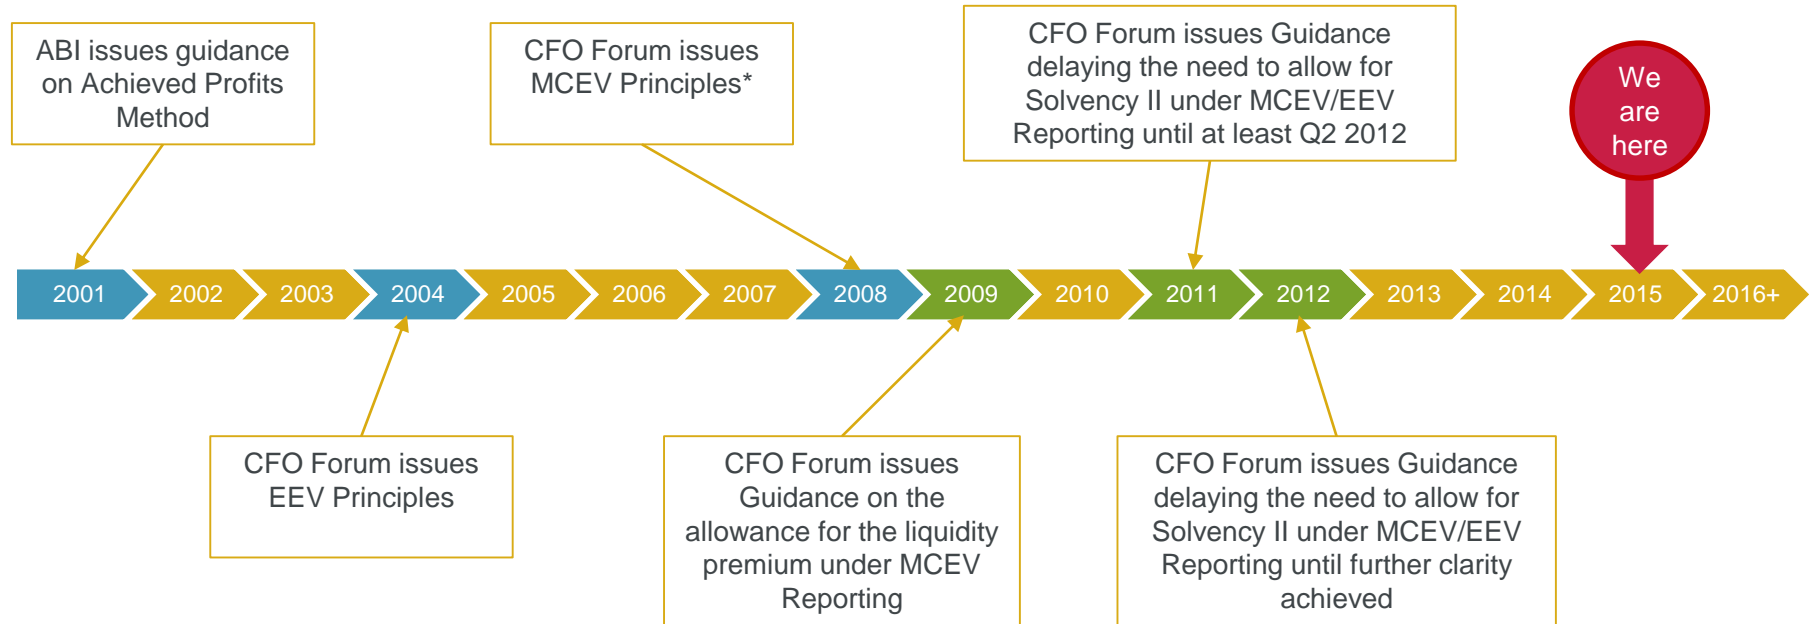 ABI issues guidance
on Achieved Profits
Method
CFO Forum issues
MCEV Principles*
CFO Forum issues Guidance
delaying the need to allow for
Solvency II under MCEV/EEV
Reporting until at least Q2 2012
We
are
here
2001 2002 2003 2004 2005 2006 2007 2008 2009 2010 2011 2012 2013 2014 2015 2016+
CFO Forum issues
EEV Principles
CFO Forum issues
Guidance on the
allowance for the liquidity
premium under MCEV
Reporting
CFO Forum issues Guidance
delaying the need to allow for
Solvency II under MCEV/EEV
Reporting until further clarity
achieved